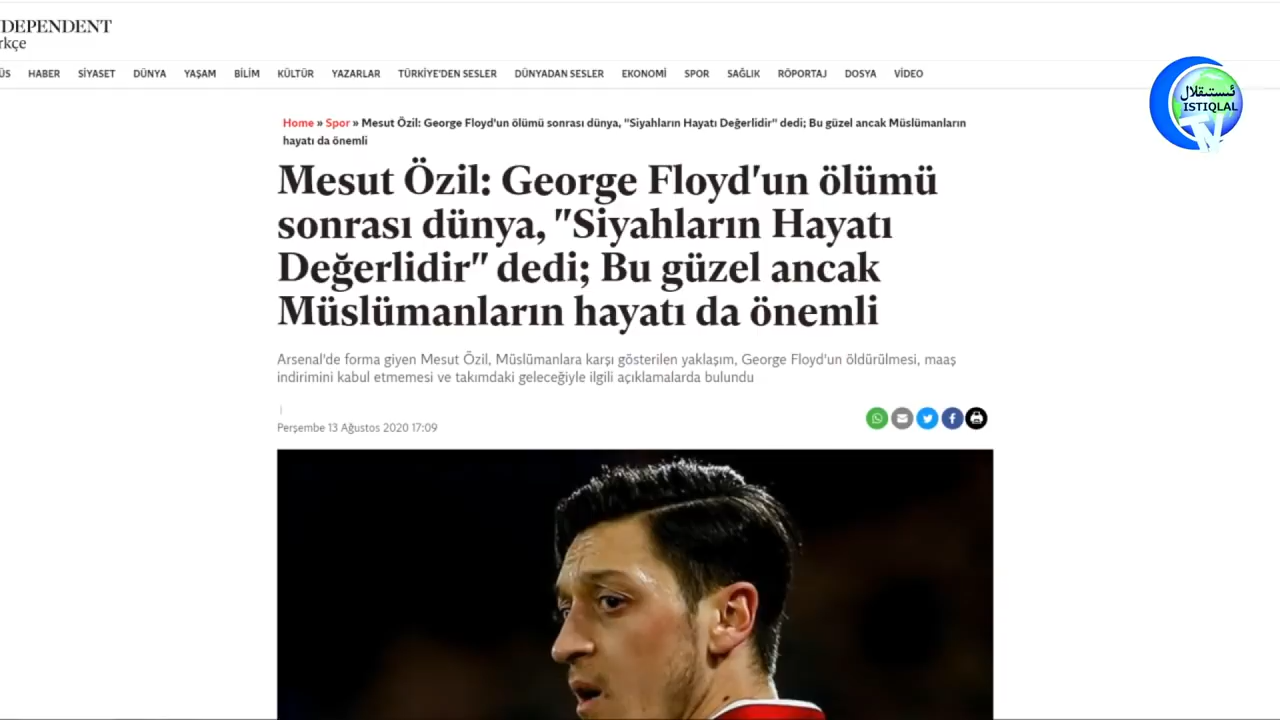 DEPENDENT
rkçe
ÜS HABER SİYASET DÜNYA YAŞAM BİLİM KÜLTÜR YAZARLAR TÜRKİYE'DEN SESLER DÜNYADAN SESLER EKONOMİ SPOR SAĞLIK RÖPORTAJ DOSYA VİDEO
ئىستىقلال
ISTIQLAL
TV
Home » Spor » Mesut Özil: George Floyd'un ölümü sonrası dünya, "Siyahların Hayatı Değerlidir" dedi; Bu güzel ancak Müslümanların
hayatı da önemli
Mesut Özil: George Floyd'un ölümü
sonrası dünya, "Siyahların Hayatı
Değerlidir" dedi; Bu güzel ancak
Müslümanların hayatı da önemli
Arsenal'de forma giyen Mesut Özil, Müslümanlara karşı gösterilen yaklaşım, George Floyd'un öldürülmesi, maaş
indirimini kabul etmemesi ve takımdaki geleceğiyle ilgili açıklamalarda bulundu
Perşembe 13 Ağustos 2020 17:09